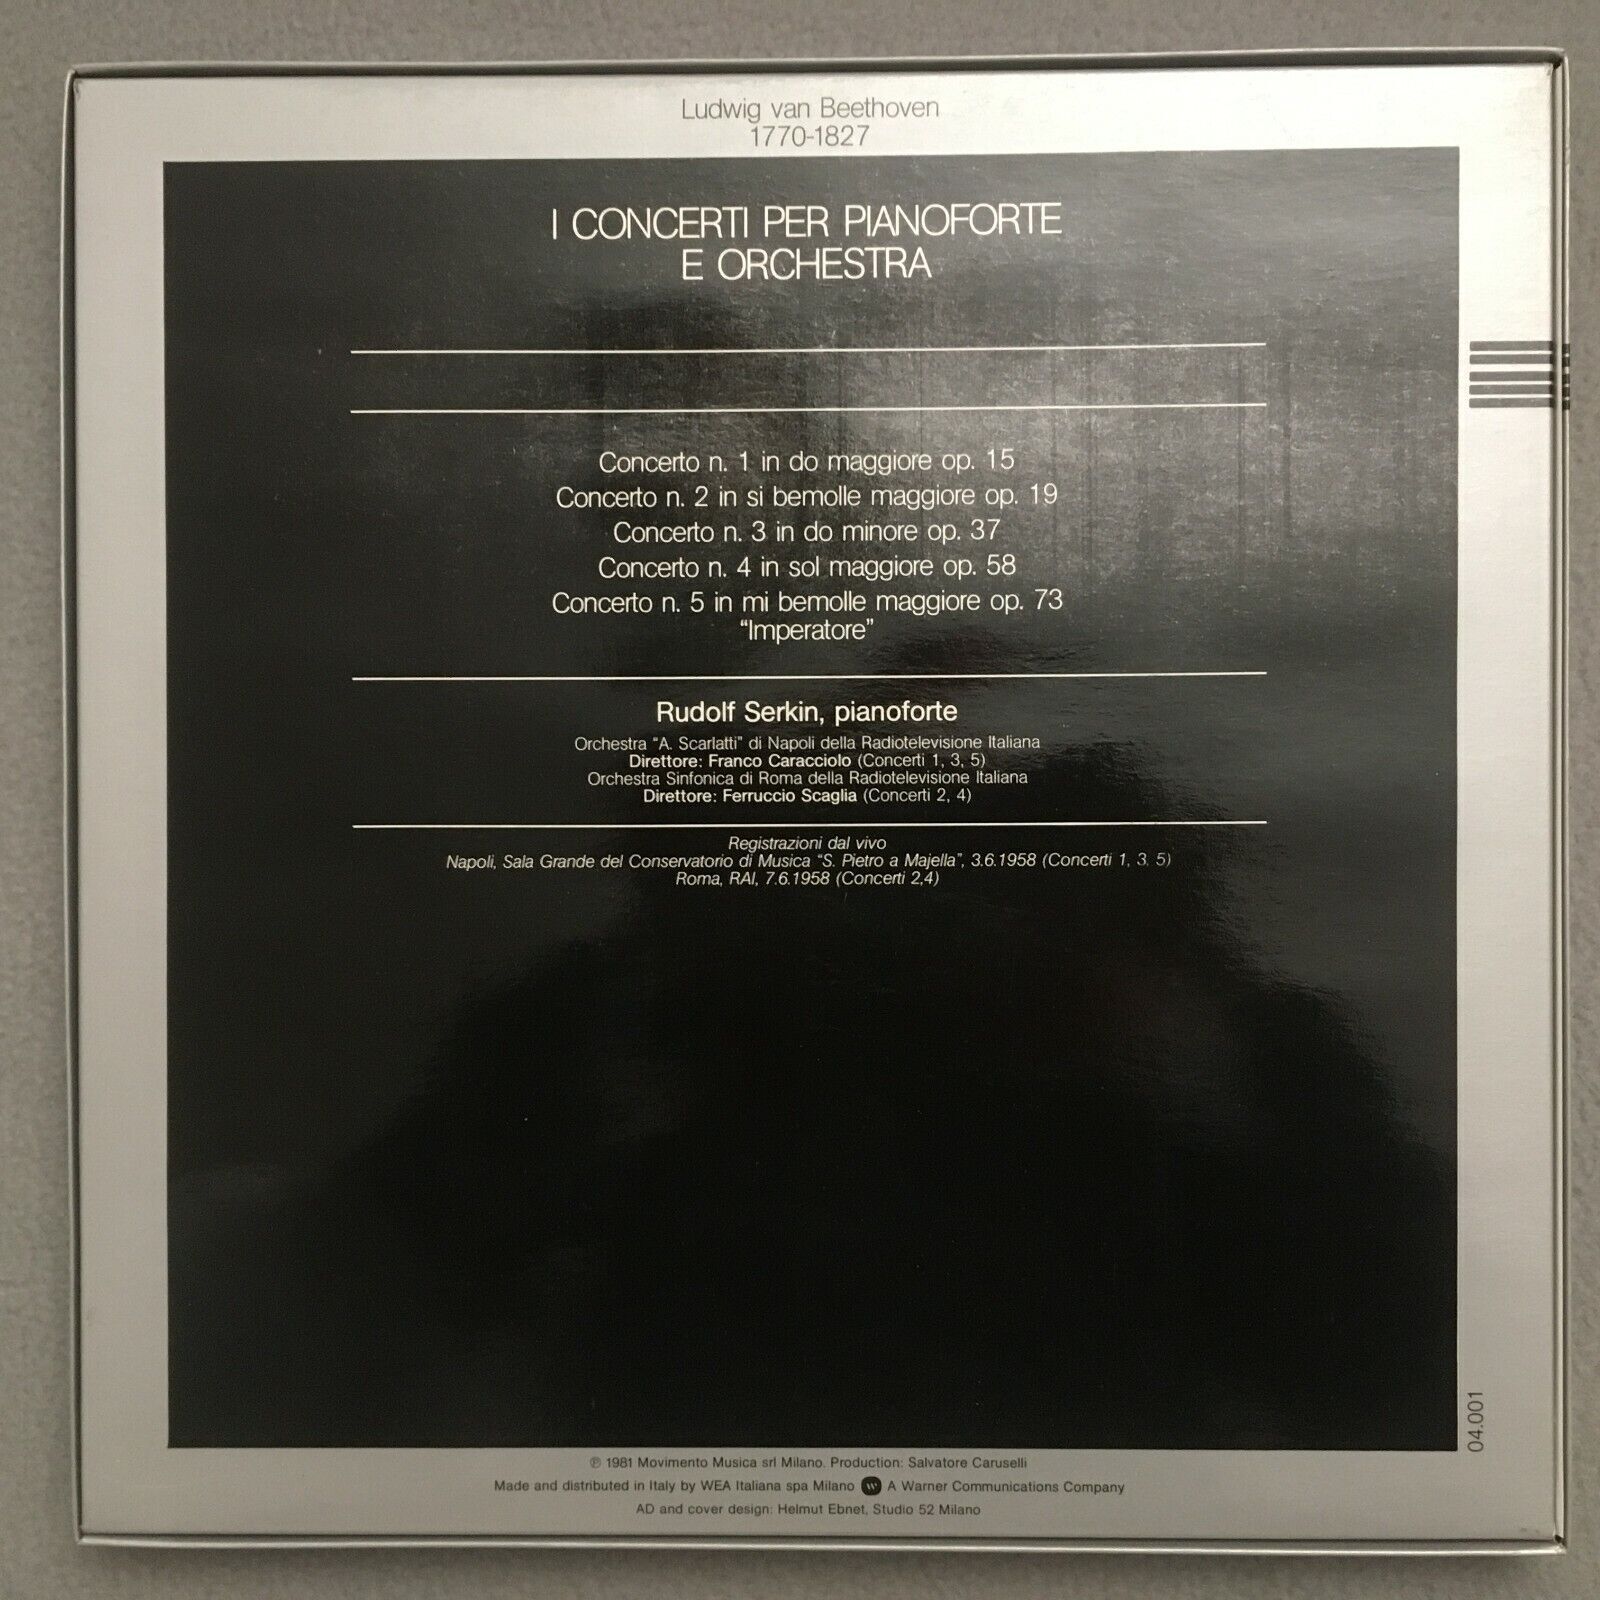 Ludwig van Beethoven
1770-1827
I CONCERTI PER PIANOFORTE
E ORCHESTRA
Concerto n. 1 in do maggiore op. 15
Concerto n. 2 in si bemolle maggiore op. 19
Concerto n. 3 in do minore op. 37
Concerto n. 4 in sol maggiore op. 58
Concerto n. 5 in mi bemolle maggiore op. 73
“Imperatore”
Rudolf Serkin, pianoforte
Orchestra “A. Scarlatti” di Napoli della Radiotelevisione Italiana
Direttore: Franco Caracciolo (Concerti 1, 3, 5)
Orchestra Sinfonica di Roma della Radiotelevisione Italiana
Direttore: Ferruccio Scaglia (Concerti 2, 4)
Registrazioni dal vivo
Napoli, Sala Grande del Conservatorio di Musica “S. Pietro a Majella”, 3.6.1958 (Concerti 1, 3. 5)
Roma, RAI, 7.6.1958 (Concerti 2,4)
04.001
℗ 1981 Movimento Musica srl Milano. Production: Salvatore Caruselli
Made and distributed in Italy by WEA Italiana spa Milano W A Warner Communications Company
AD and cover design: Helmut Ebnet, Studio 52 Milano